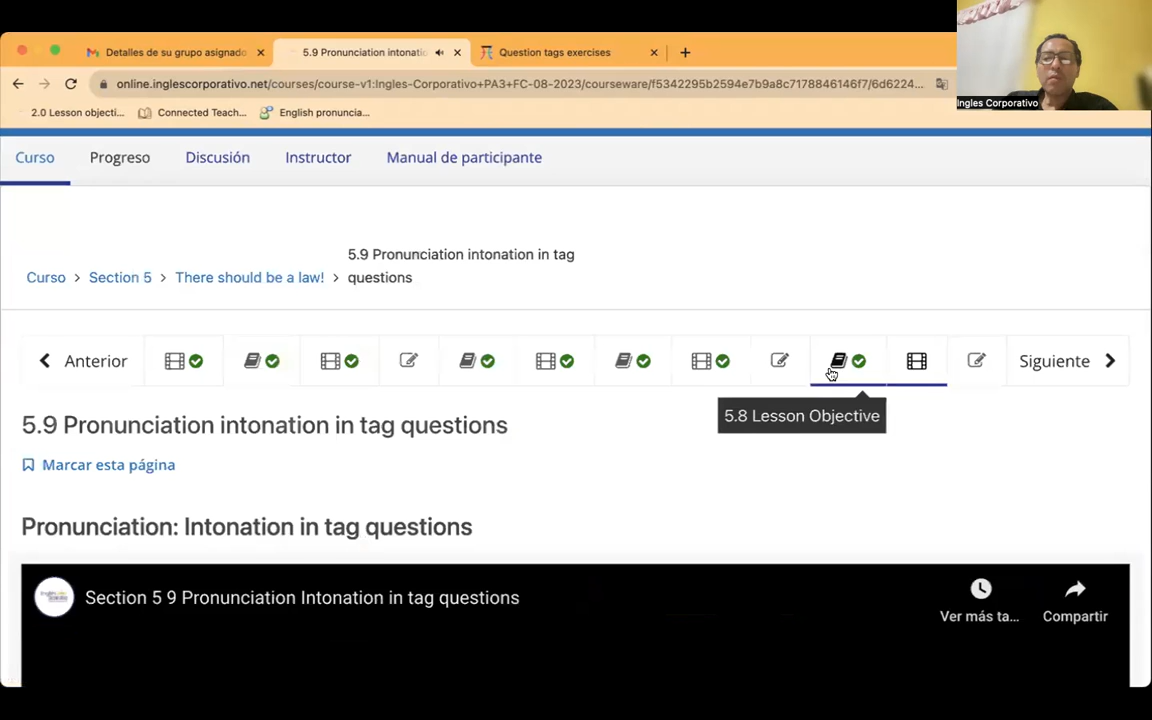 Detalles de su grupo asignado
5.9 Pronunciation intonatio
Question tags exercises
online.inglescorporativo.net/courses/course-v1:Ingles-Corporativo+PA3+FC-08-2023/courseware/f5342295b2594e7b9a8c7178846146f7/6d6224...
2.0 Lesson objecti...
Connected Teach...
English pronuncia...
Ingles Corporativo
Curso
Progreso
Discusión
Instructor
Manual de participante
Curso > Section 5 > There should be a law! > 5.9 Pronunciation intonation in tag
questions
Anterior
Siguiente
5.8 Lesson Objective
5.9 Pronunciation intonation in tag questions
Marcar esta página
Pronunciation: Intonation in tag questions
Section 5 9 Pronunciation Intonation in tag questions
Ver más ta...
Compartir